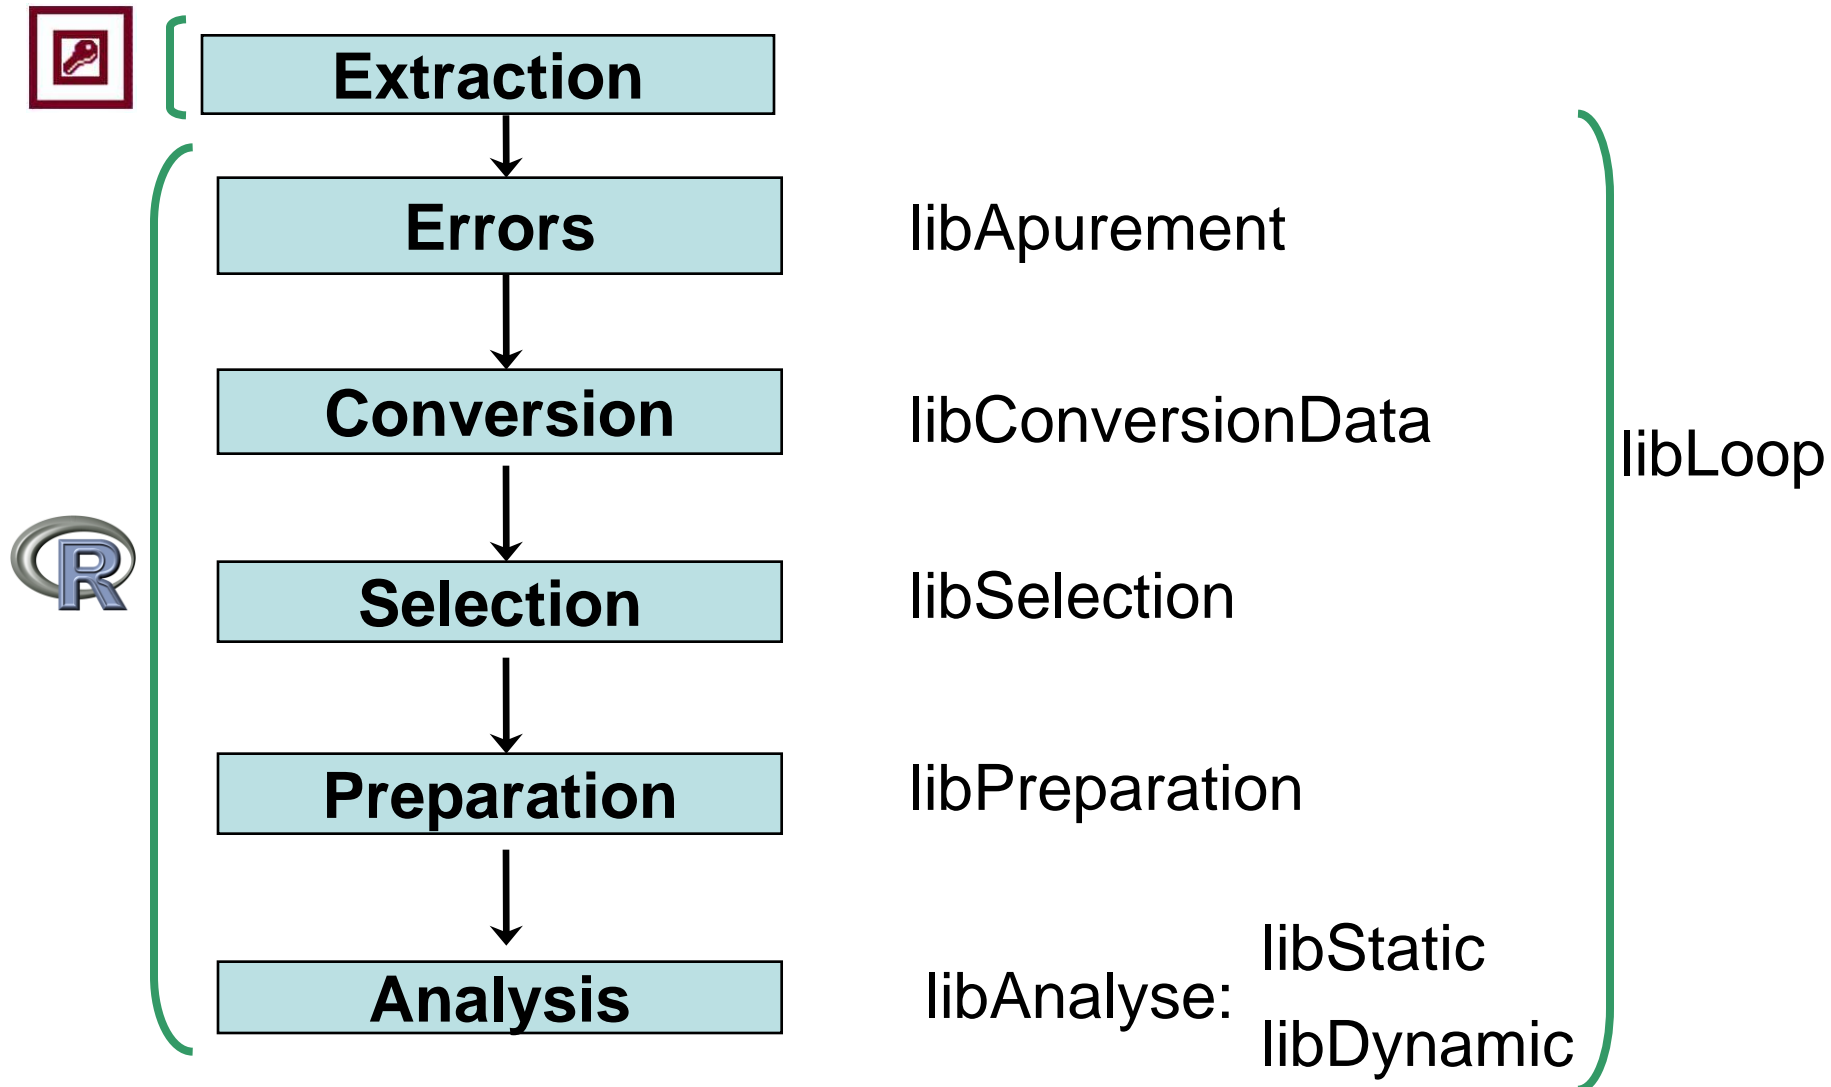 Extraction
Errors
libApurement
Conversion
libConversionData
libLoop
R
Selection
libSelection
Preparation
libPreparation
Analysis
libAnalyse:
libStatic
libDynamic